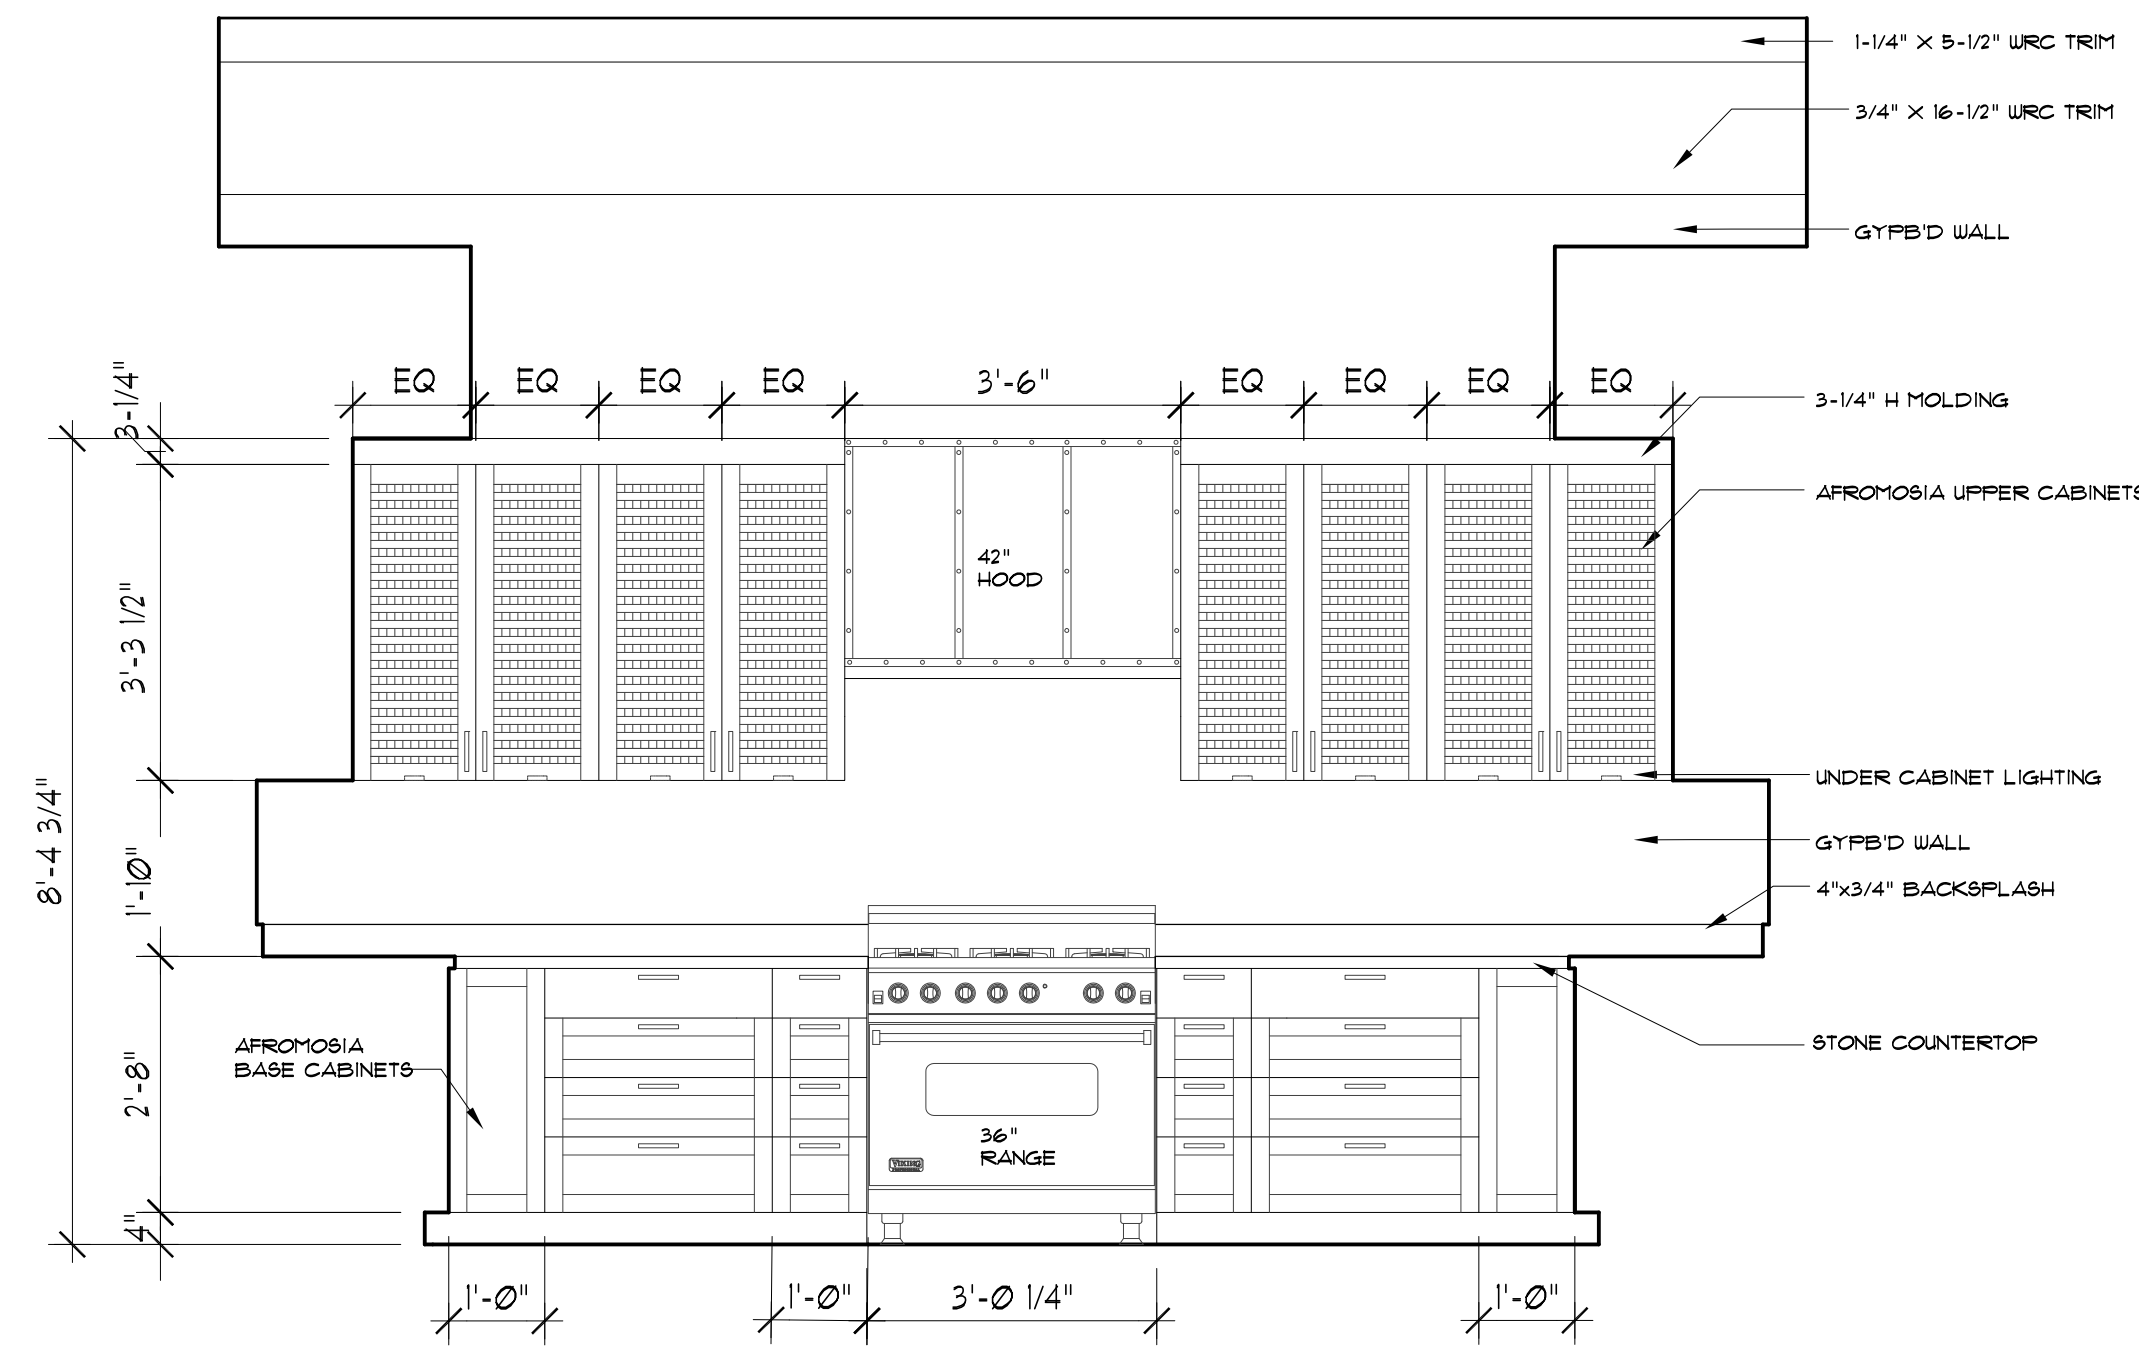 1-1/4" X 5-1/2" WRC TRIM
3/4" X 16-1/2" WRC TRIM
GYPB'D WALL
EQ EQ EQ EQ 3'-6" EQ EQ EQ EQ
3-1/4"
3-1/4" H MOLDING
AFROMOSIA UPPER CABINETS
42"
HOOD
3'-3 1/2"
UNDER CABINET LIGHTING
8'-4 3/4"
GYPB'D WALL
1'-10"
4"x3/4" BACKSPLASH
STONE COUNTERTOP
AFROMOSIA
BASE CABINETS
2'-8"
36"
RANGE
VIKING
4"
1'-0" 1'-0" 3'-0 1/4" 1'-0"